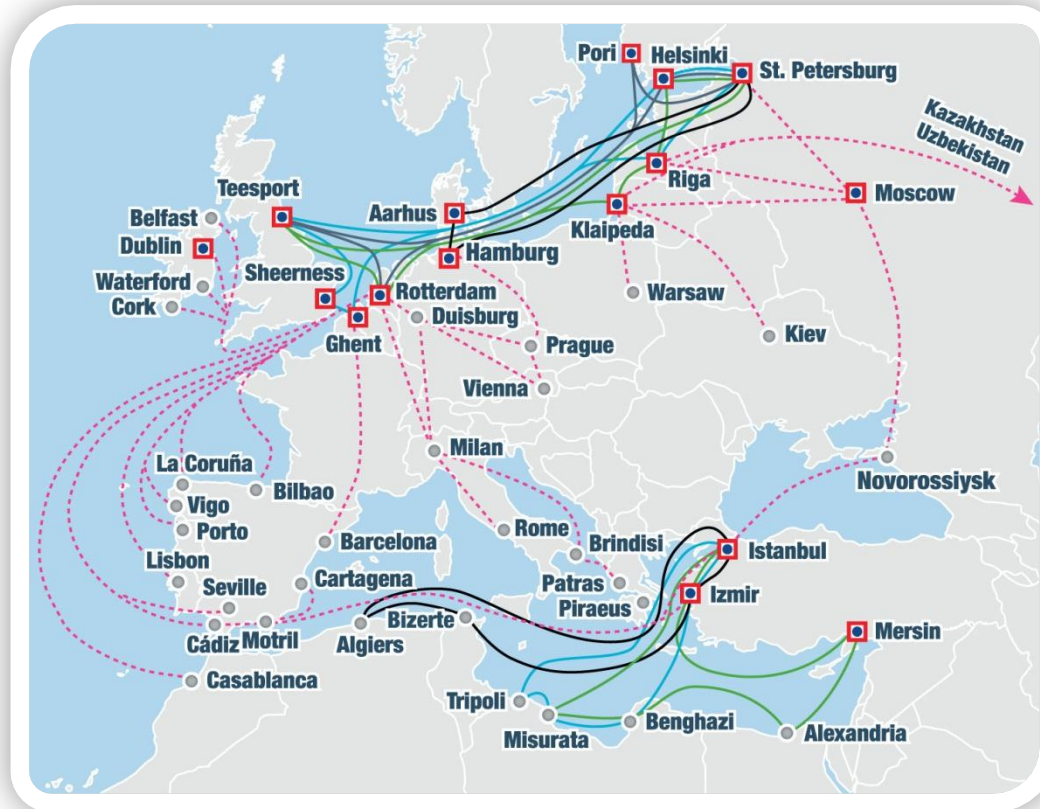 Pori
Helsinki
St. Petersburg
Kazakhstan
Uzbekistan
Teesport
Riga
Moscow
Belfast
Aarhus
Klaipeda
Dublin
Hamburg
Sheerness
Waterford
Rotterdam
Warsaw
Cork
Duisburg
Ghent
Prague
Kiev
Vienna
Milan
La Coruña
Bilbao
Novorossiysk
Vigo
Porto
Rome
Barcelona
Brindisi
Istanbul
Lisbon
Seville
Cartagena
Patras
Izmir
Piraeus
Bizerte
Cádiz
Motril
Algiers
Mersin
Casablanca
Tripoli
Misurata
Benghazi
Alexandria